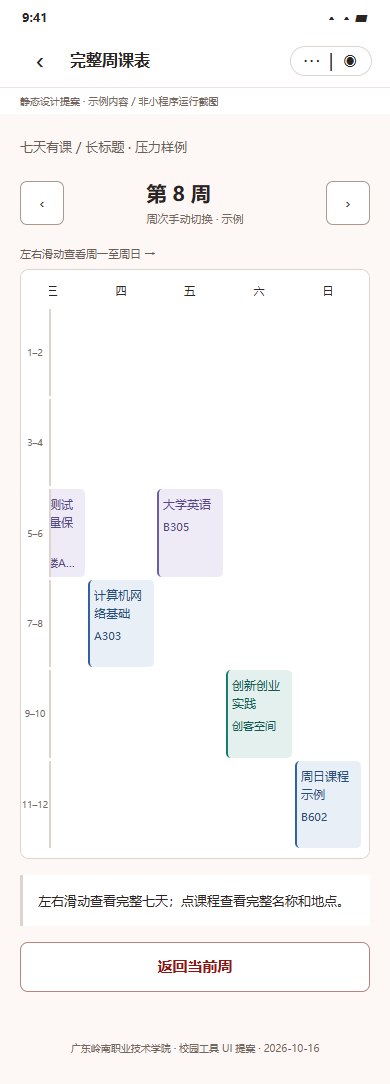 9:41
完整周课表
静态设计提案 · 示例内容 / 非小程序运行截图
七天有课 / 长标题 · 压力样例
第 8 周
周次手动切换 · 示例
左右滑动查看周一至周日 →
三 四 五 六 日
1–2
3–4
5–6
测试
量保
楼A...
大学英语
B305
7–8
计算机网
络基础
A303
9–10
创新创业
实践
创客空间
11–12
周日课程
示例
B602
左右滑动查看完整七天；点课程查看完整名称和地点。
返回当前周
广东岭南职业技术学院 · 校园工具 UI 提案 · 2026-10-16